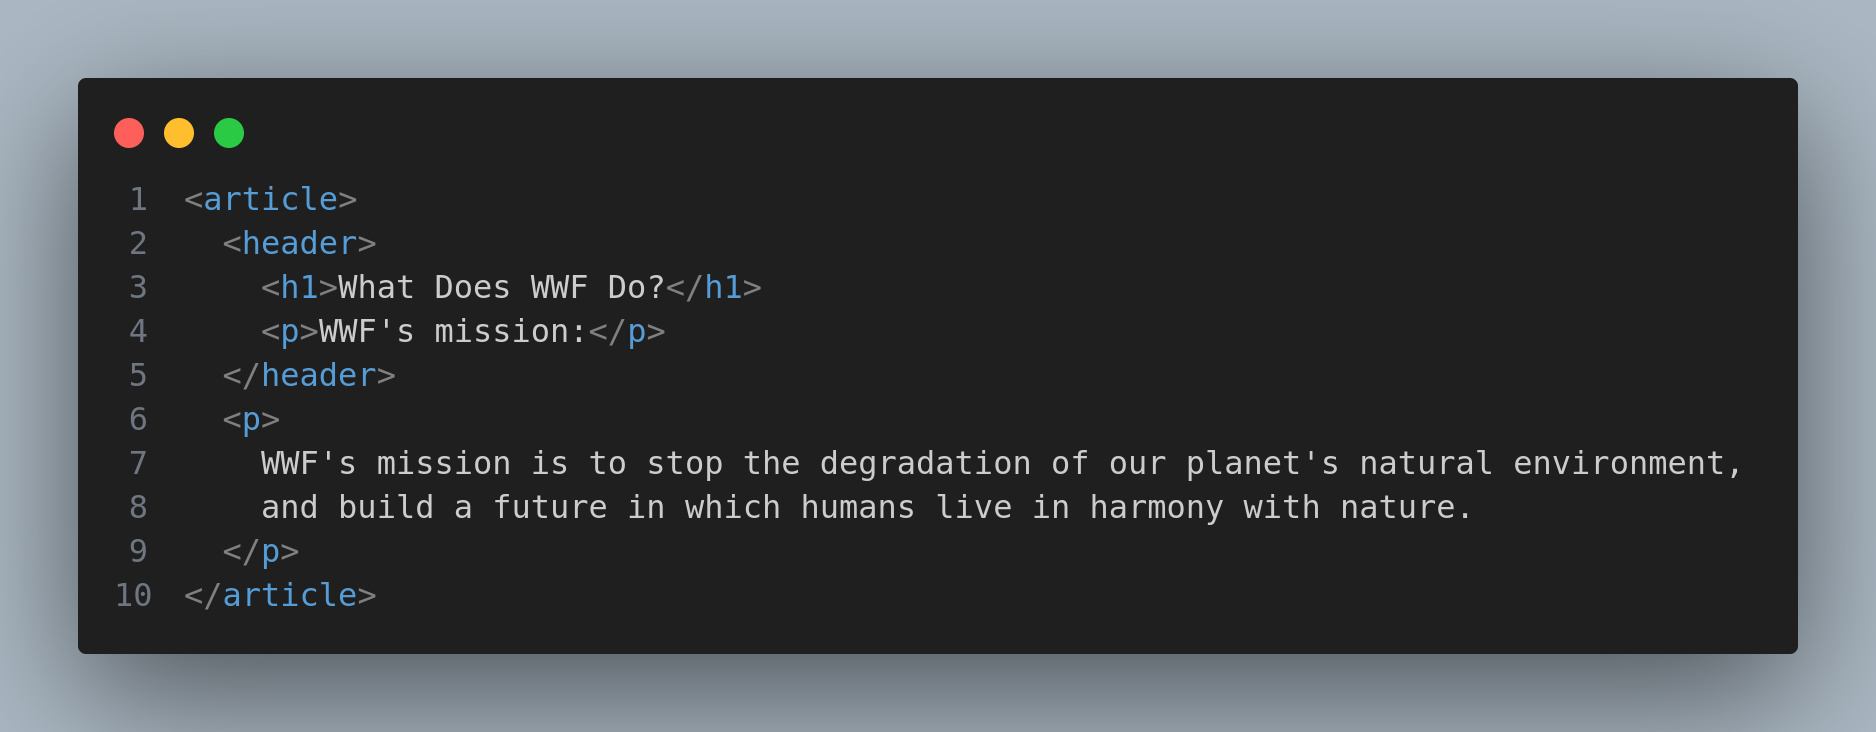 1 <article>
2   <header>
3     <h1>What Does WWF Do?</h1>
4     <p>WWF's mission:</p>
5   </header>
6   <p>
7     WWF's mission is to stop the degradation of our planet's natural environment,
8     and build a future in which humans live in harmony with nature.
9   </p>
10 </article>